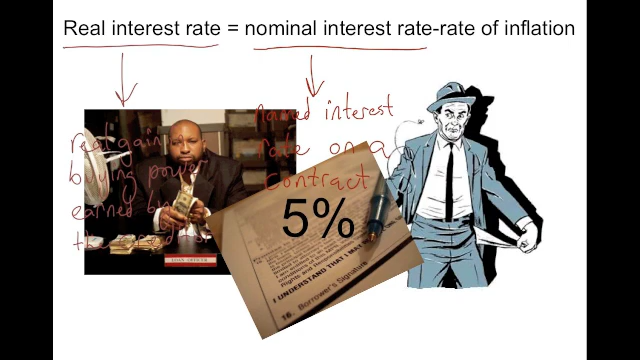 Real interest rate = nominal interest rate-rate of inflation
real gain
buying power
earned by
the
named interest
rate on a
contract
5%
LOAN OFFICER
I UNDERSTAND THAT I MAY
16. Borrower's Signature